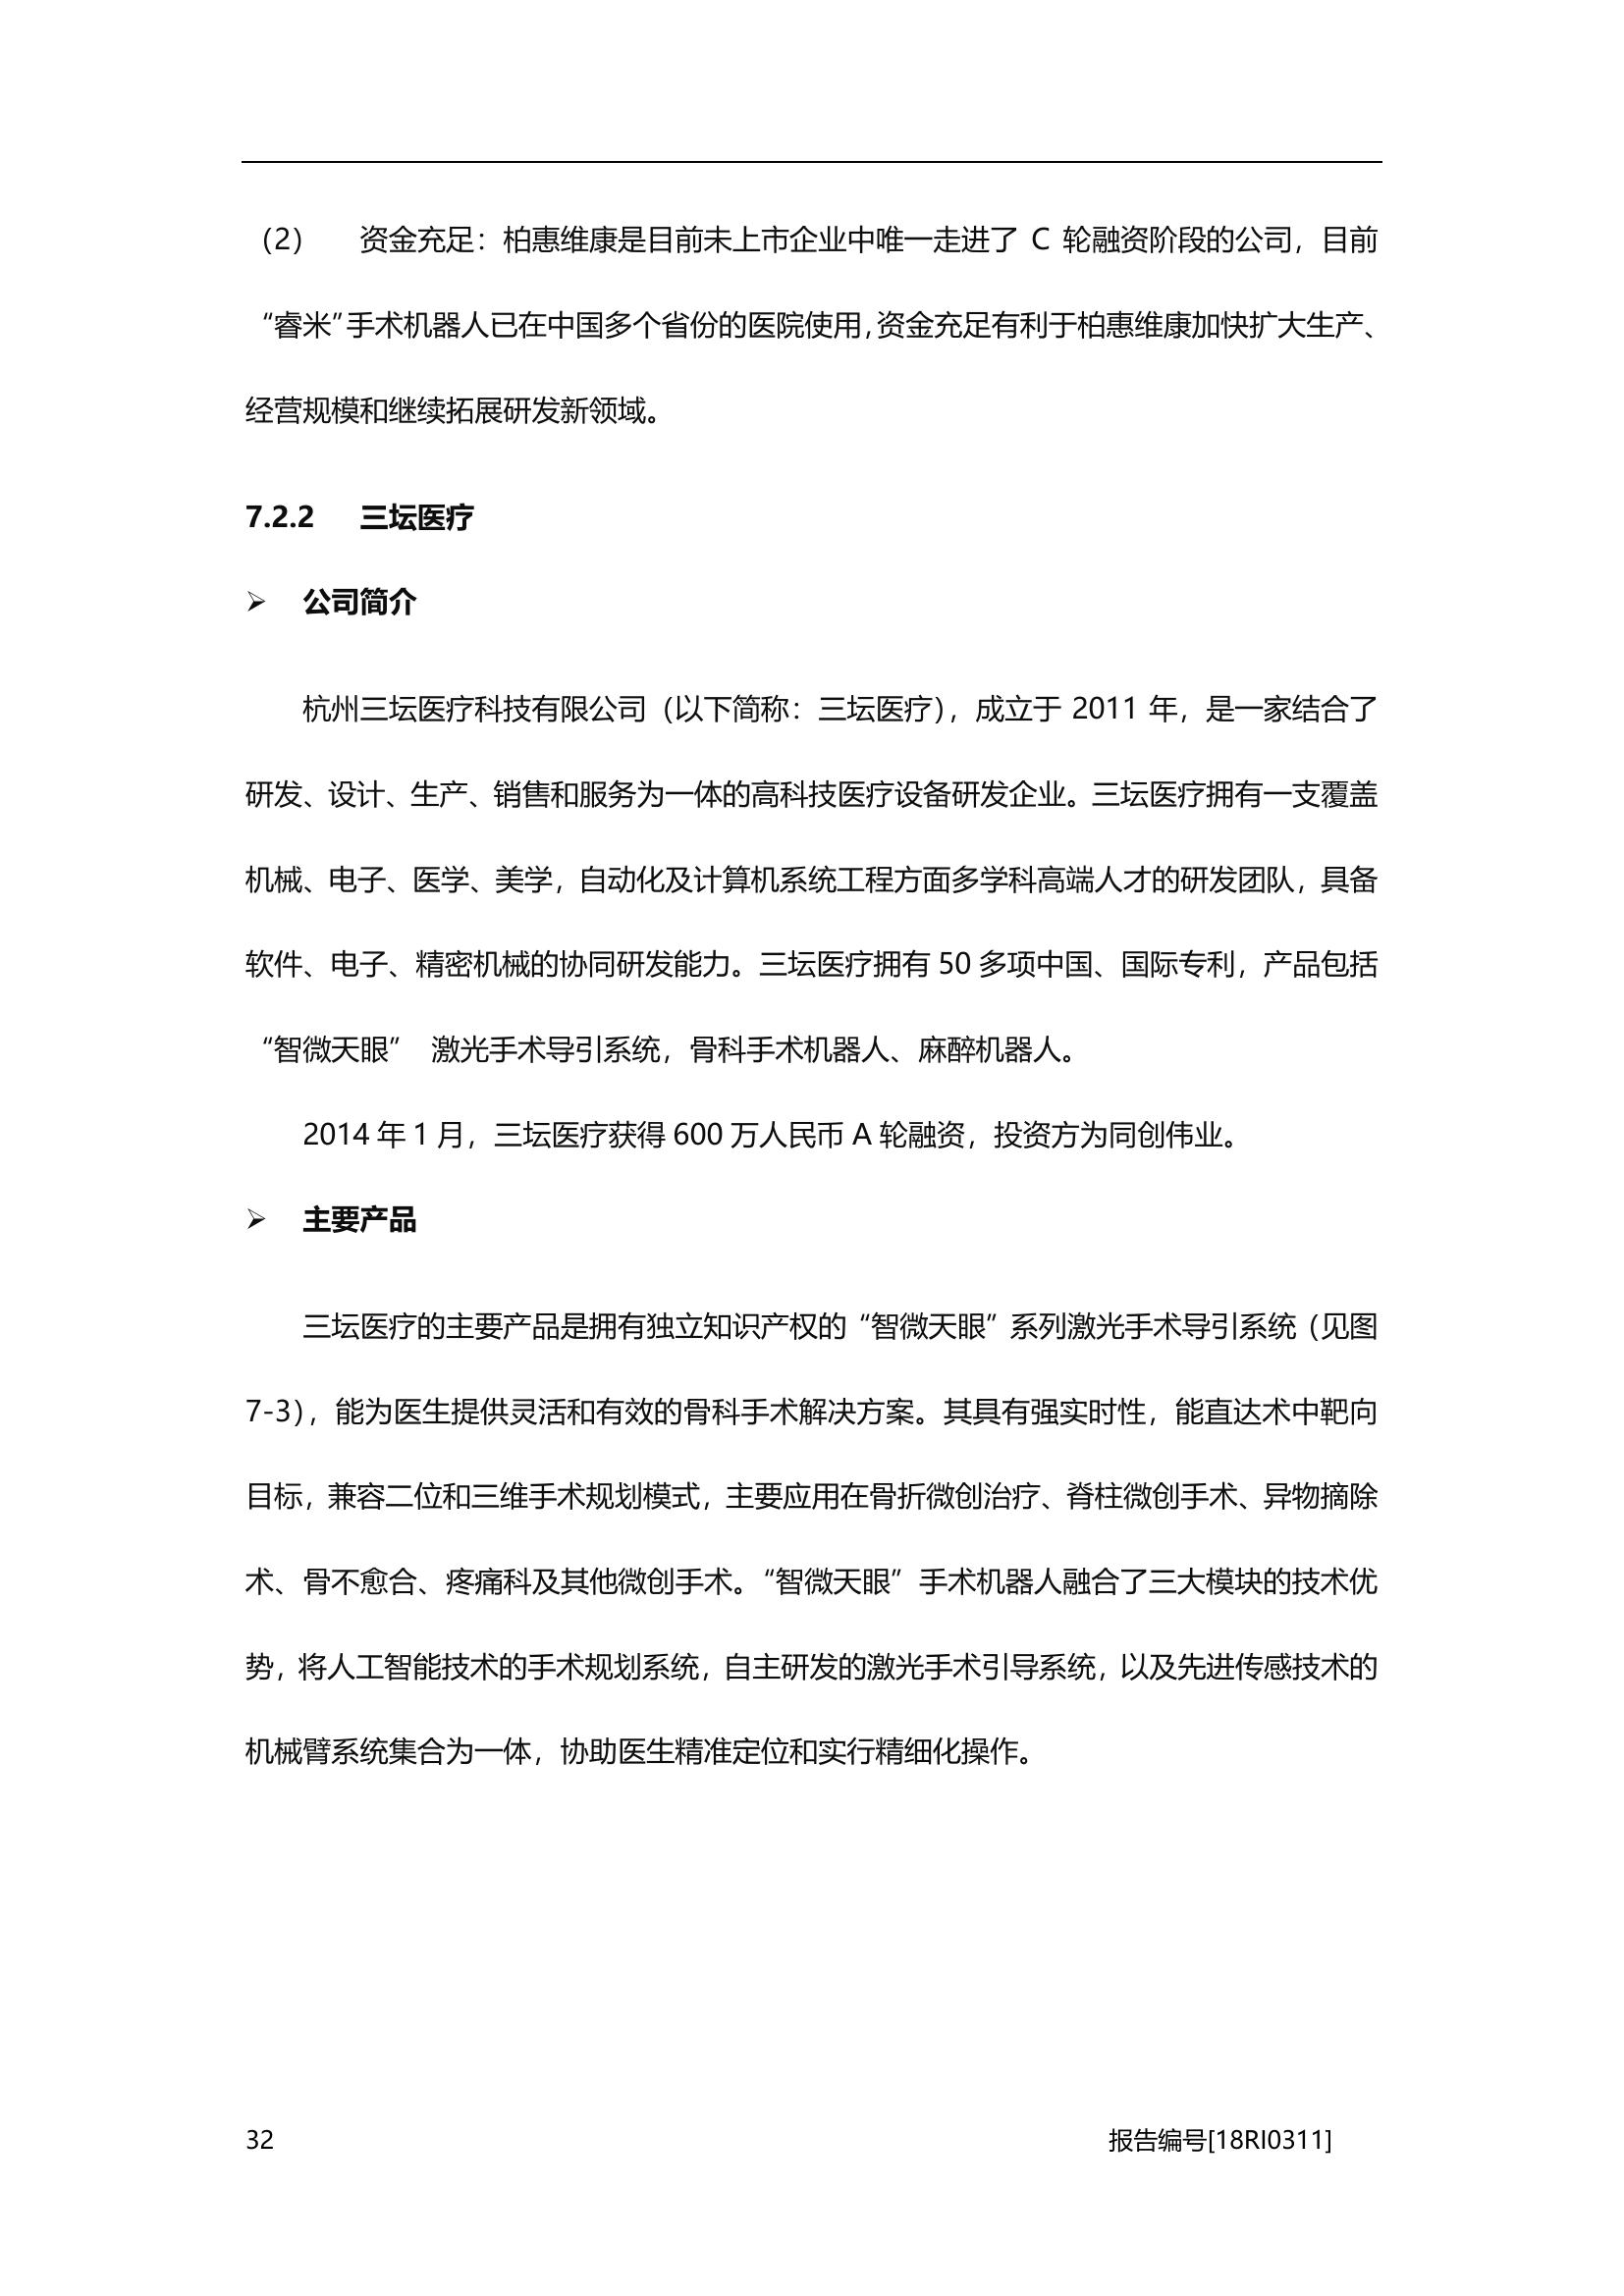 （2） 资金充足：柏惠维康是目前未上市企业中唯一走进了 C 轮融资阶段的公司，目前
“睿米”手术机器人已在中国多个省份的医院使用，资金充足有利于柏惠维康加快扩大生产、
经营规模和继续拓展研发新领域。
7.2.2 三坛医疗
➢ 公司简介
杭州三坛医疗科技有限公司（以下简称：三坛医疗），成立于 2011 年，是一家结合了
研发、设计、生产、销售和服务为一体的高科技医疗设备研发企业。三坛医疗拥有一支覆盖
机械、电子、医学、美学，自动化及计算机系统工程方面多学科高端人才的研发团队，具备
软件、电子、精密机械的协同研发能力。三坛医疗拥有 50 多项中国、国际专利，产品包括
“智微天眼” 激光手术导引系统，骨科手术机器人、麻醉机器人。
2014 年 1 月，三坛医疗获得 600 万人民币 A 轮融资，投资方为同创伟业。
➢ 主要产品
三坛医疗的主要产品是拥有独立知识产权的“智微天眼”系列激光手术导引系统（见图
7-3），能为医生提供灵活和有效的骨科手术解决方案。其具有强实时性，能直达术中靶向
目标，兼容二位和三维手术规划模式，主要应用在骨折微创治疗、脊柱微创手术、异物摘除
术、骨不愈合、疼痛科及其他微创手术。“智微天眼”手术机器人融合了三大模块的技术优
势，将人工智能技术的手术规划系统，自主研发的激光手术引导系统，以及先进传感技术的
机械臂系统集合为一体，协助医生精准定位和实行精细化操作。
32 报告编号[18RI0311]